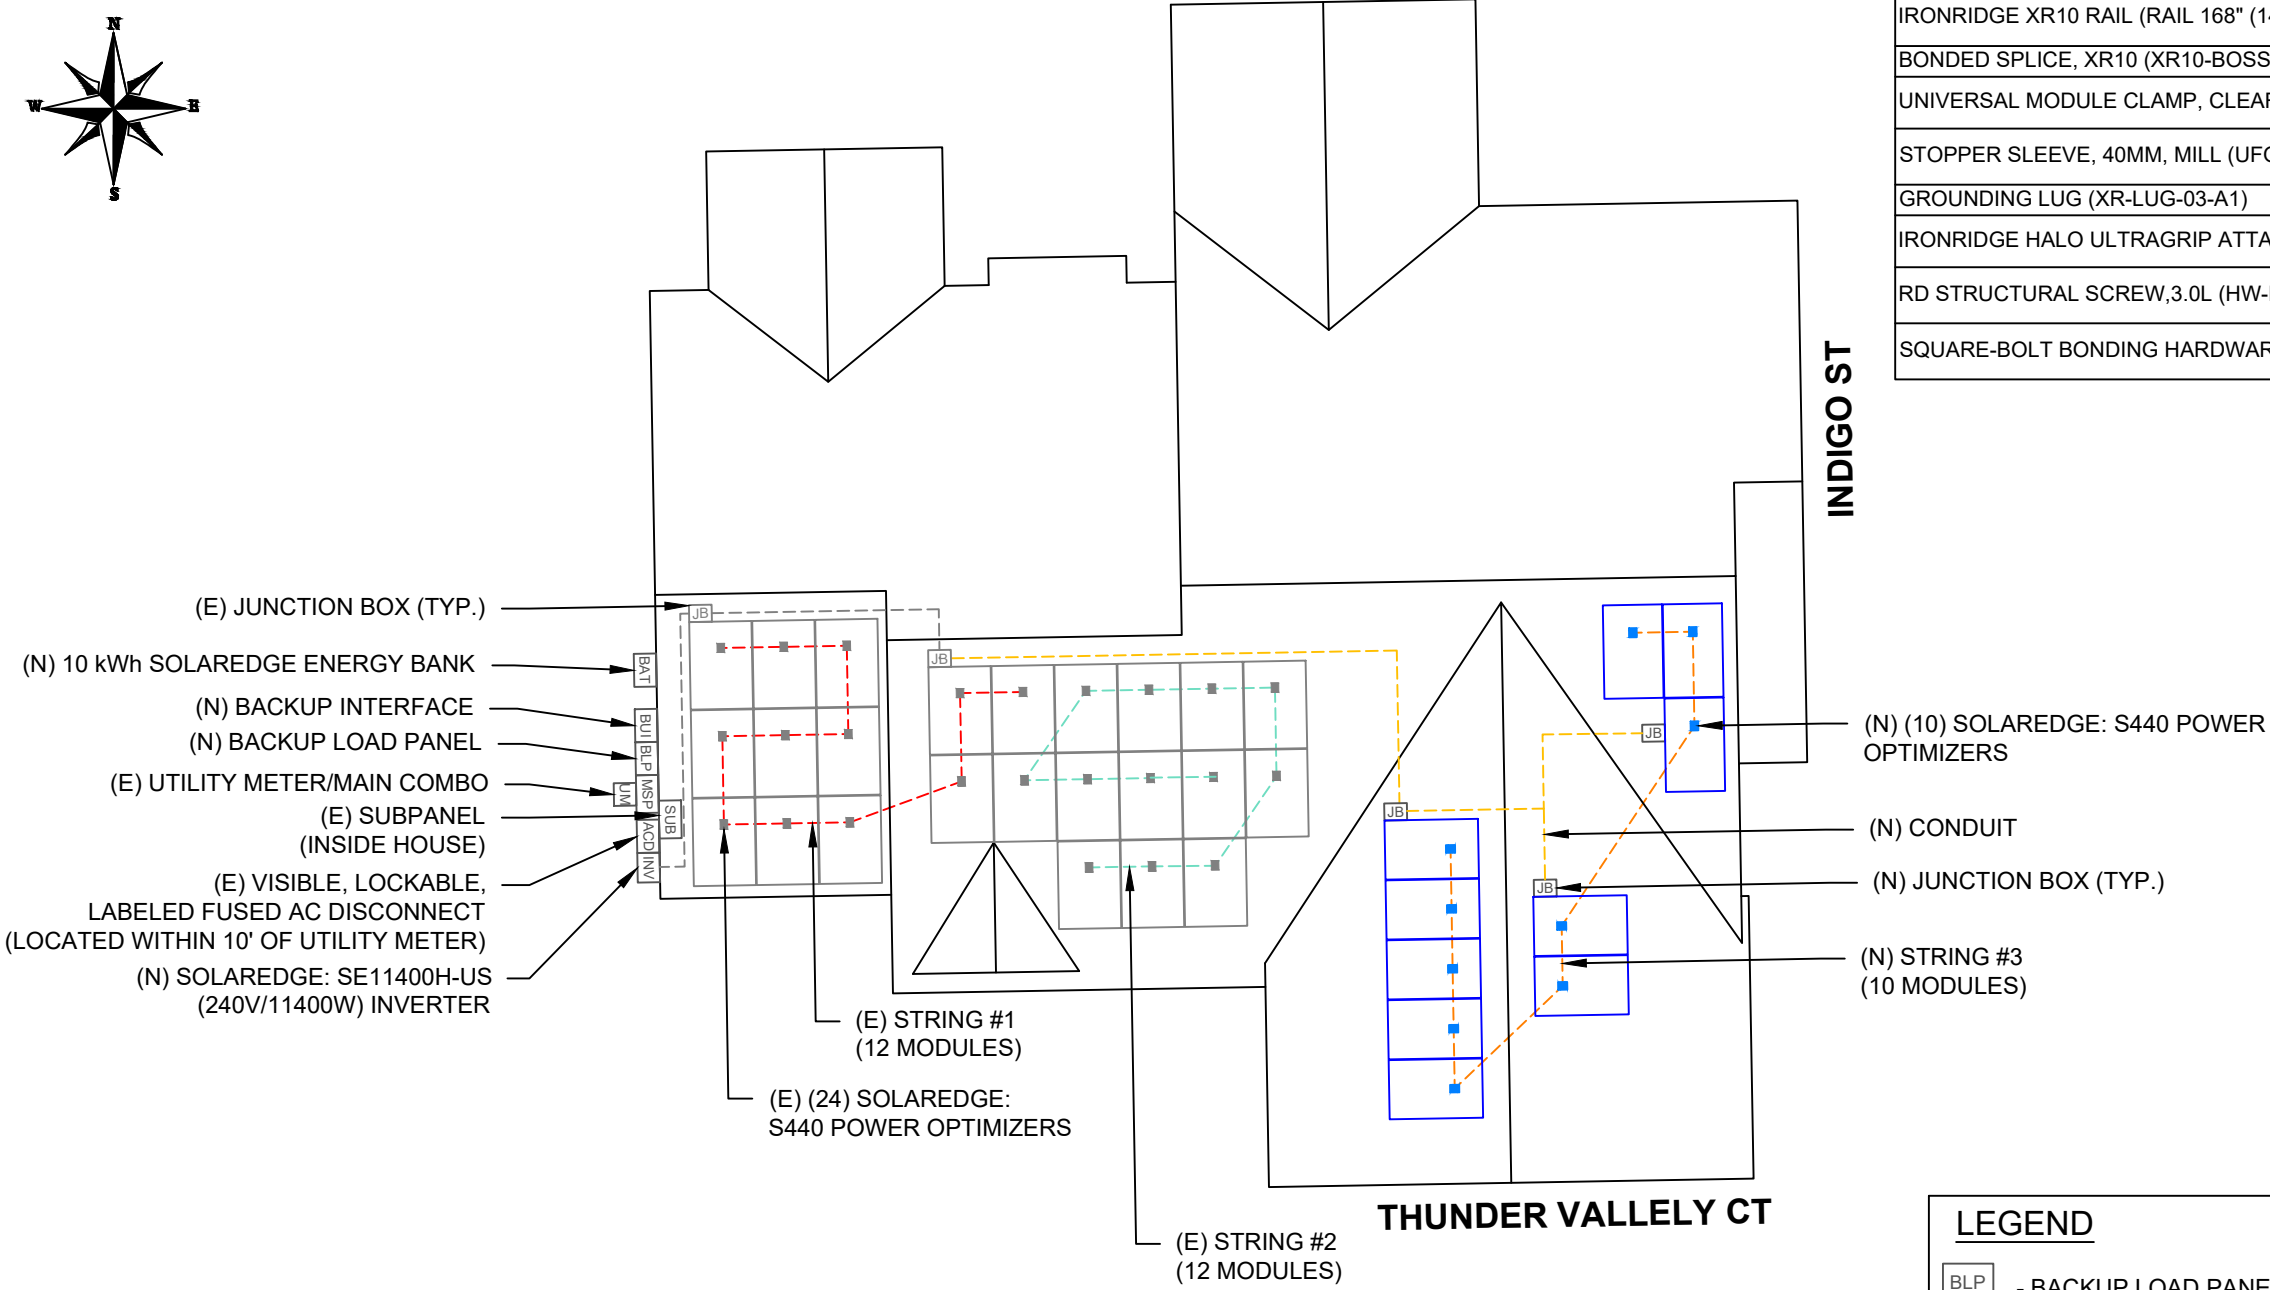 N
W
E
S
IRONRIDGE XR10 RAIL (RAIL 168" (14
BONDED SPLICE, XR10 (XR10-BOSS
UNIVERSAL MODULE CLAMP, CLEAR
STOPPER SLEEVE, 40MM, MILL (UFO
GROUNDING LUG (XR-LUG-03-A1)
IRONRIDGE HALO ULTRAGRIP ATTA
RD STRUCTURAL SCREW,3.0L (HW-
SQUARE-BOLT BONDING HARDWAR
INDIGO ST
(E) JUNCTION BOX (TYP.)
(N) 10 kWh SOLAREDGE ENERGY BANK
(N) BACKUP INTERFACE
(N) BACKUP LOAD PANEL
(E) UTILITY METER/MAIN COMBO
(E) SUBPANEL
(INSIDE HOUSE)
(E) VISIBLE, LOCKABLE,
LABELED FUSED AC DISCONNECT
(LOCATED WITHIN 10' OF UTILITY METER)
(N) SOLAREDGE: SE11400H-US
(240V/11400W) INVERTER
BAT
BUI
BLP
MSP
UM
SUB
ACD
INV
JB
JB
JB
JB
JB
(E) STRING #1
(12 MODULES)
(E) (24) SOLAREDGE:
S440 POWER OPTIMIZERS
(E) STRING #2
(12 MODULES)
(N) (10) SOLAREDGE: S440 POWER
OPTIMIZERS
(N) CONDUIT
(N) JUNCTION BOX (TYP.)
(N) STRING #3
(10 MODULES)
THUNDER VALLELY CT
LEGEND
BLP - BACKUP LOAD PANE